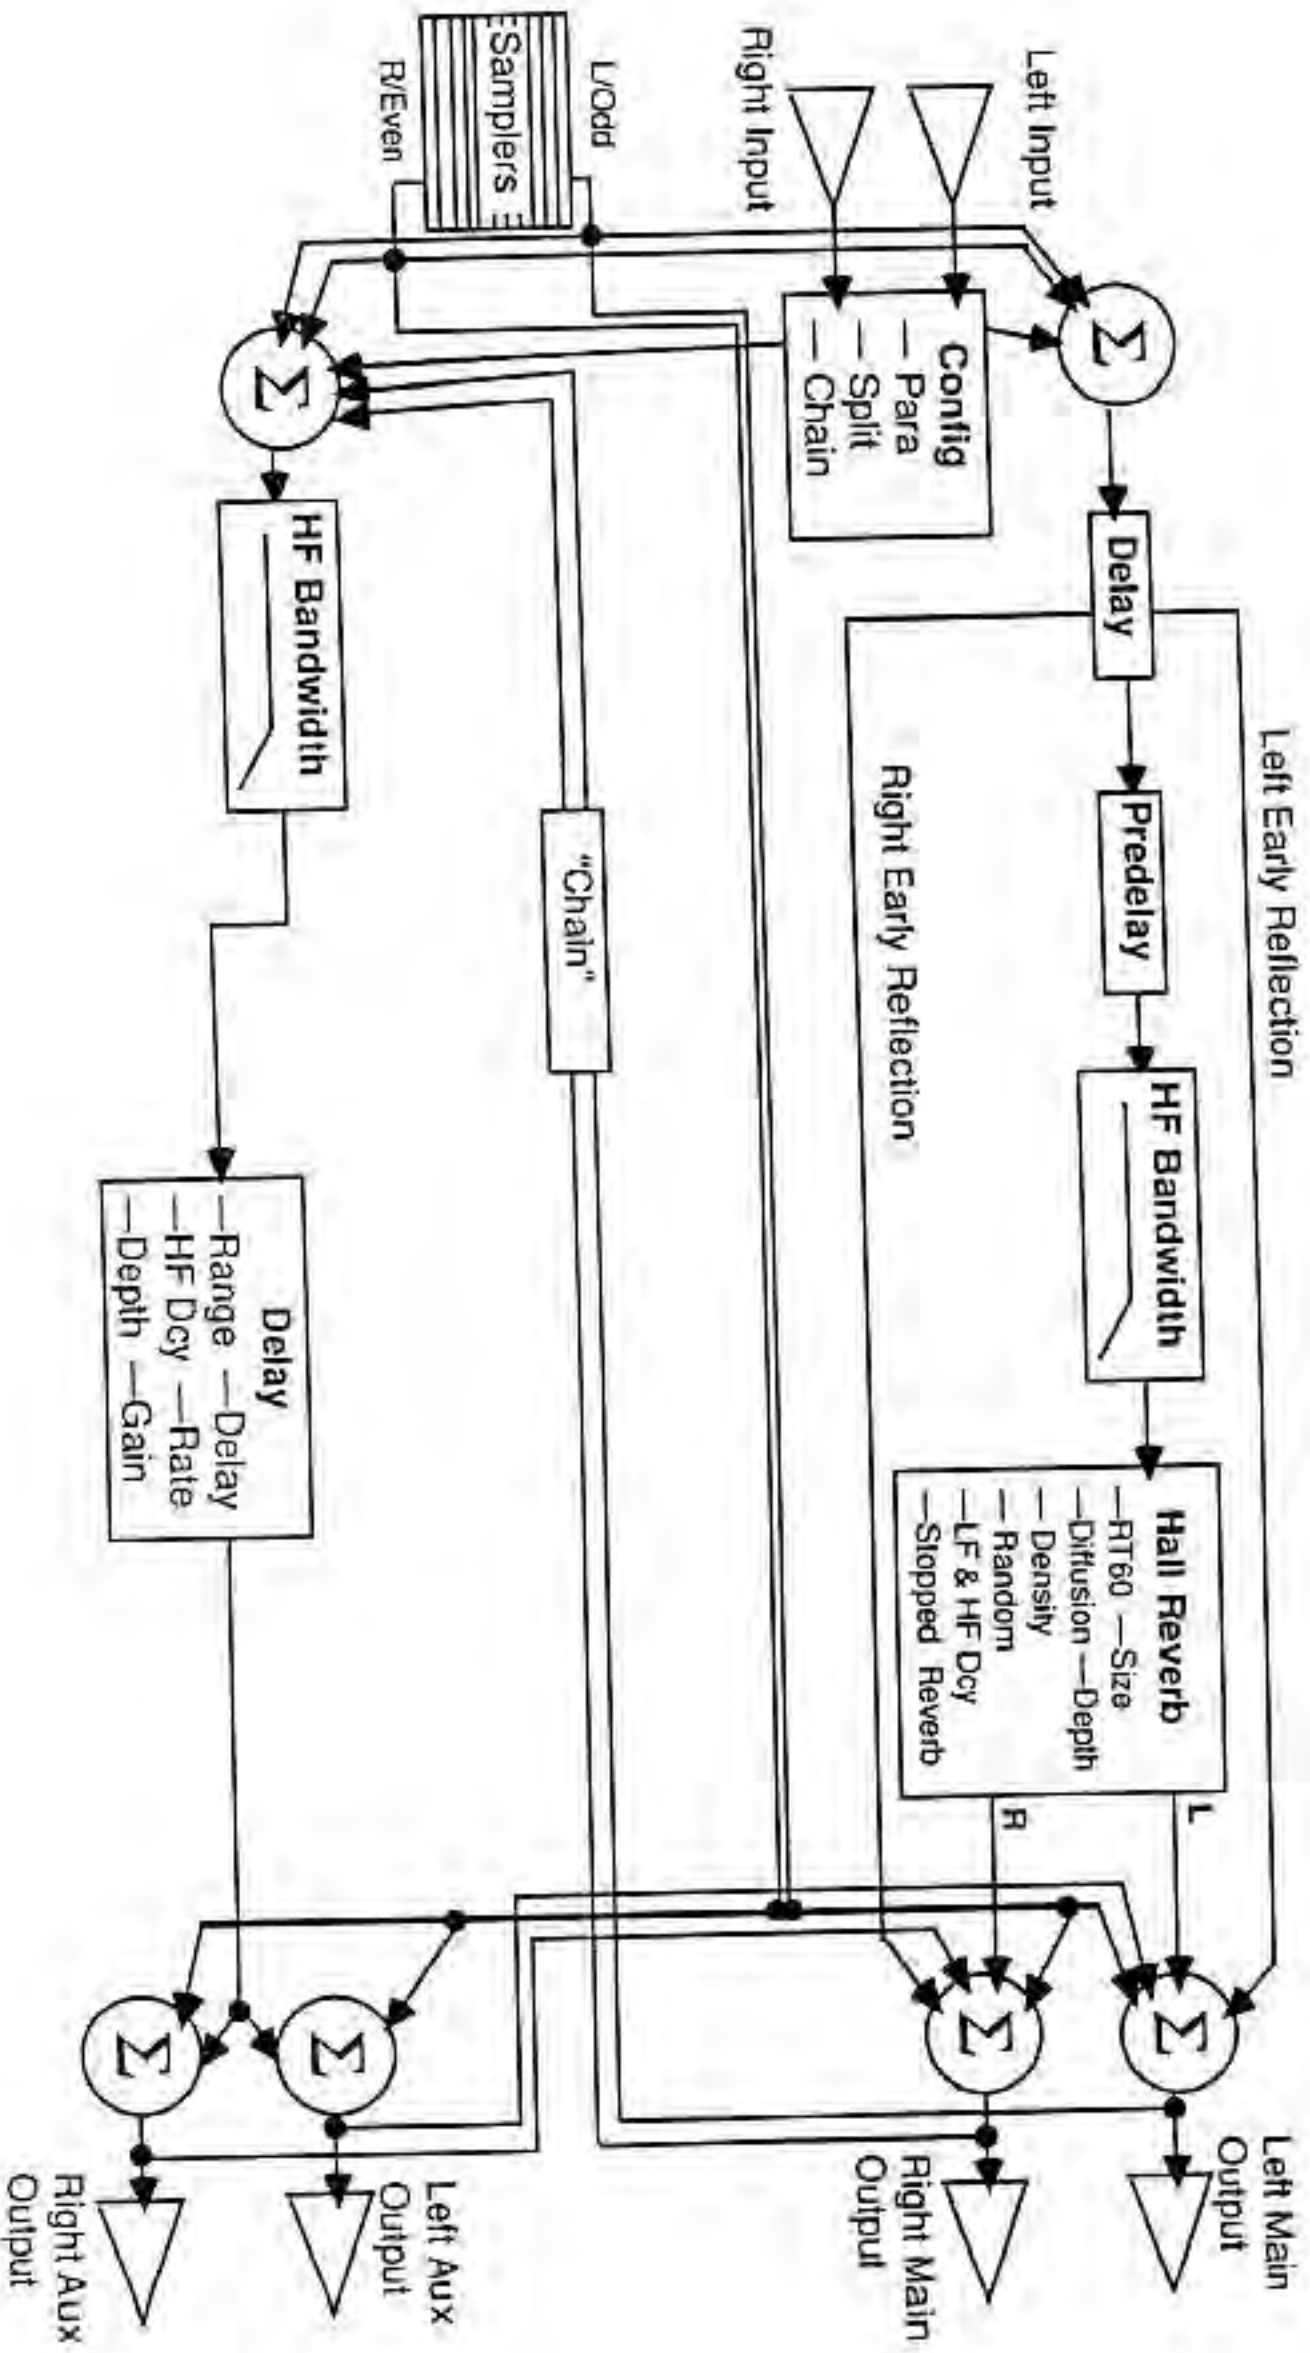 Left Input
Right Input
L/Odd
Samplers
R/Even
Σ
Config
— Para
— Split
— Chain
Σ
Delay
Predelay
HF Bandwidth
Left Early Reflection
Right Early Reflection
Hall Reverb
—RT60 —Size
—Diffusion —Depth
— Density
— Random
—LF & HF Dcy
—Stopped Reverb
L
R
"Chain"
HF Bandwidth
Delay
—Range —Delay
—HF Dcy —Rate
—Depth —Gain
Σ
Σ
Σ
Σ
Left Main
Output
Right Main
Output
Left Aux
Output
Right Aux
Output